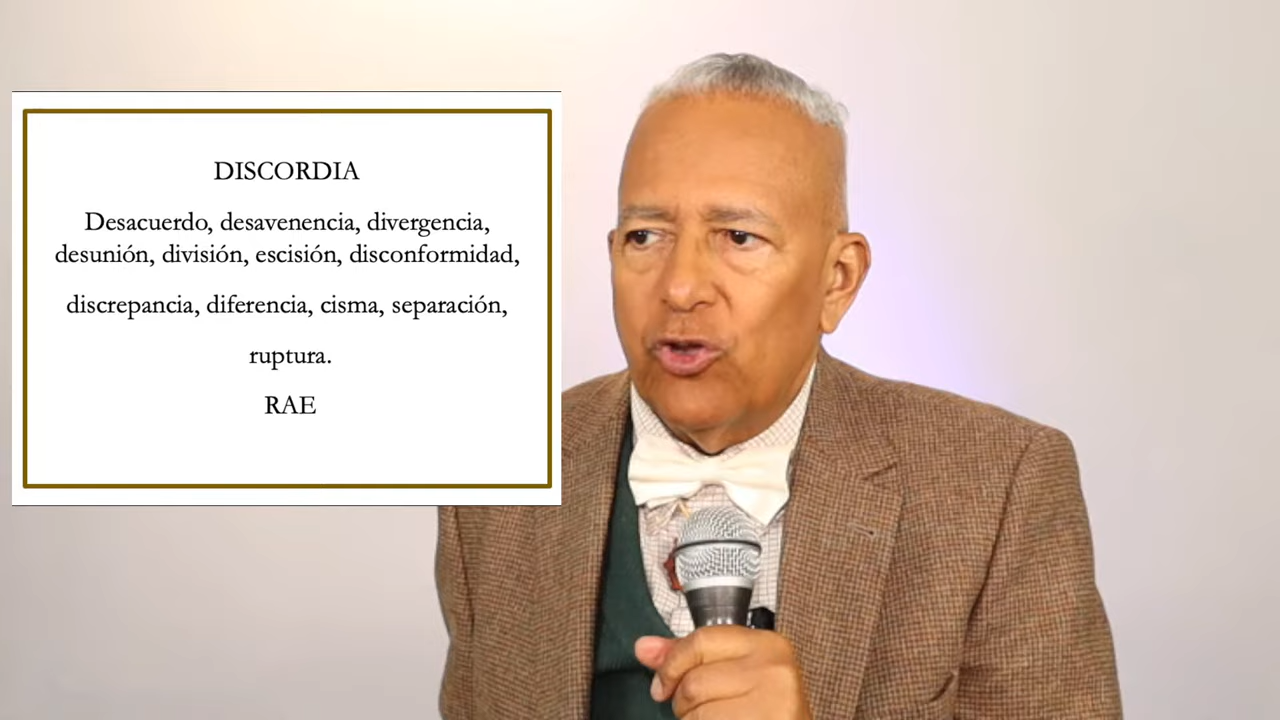 DISCORDIA
Desacuerdo, desavenencia, divergencia,
desunión, división, escisión, disconformidad,
discrepancia, diferencia, cisma, separación,
ruptura.
RAE